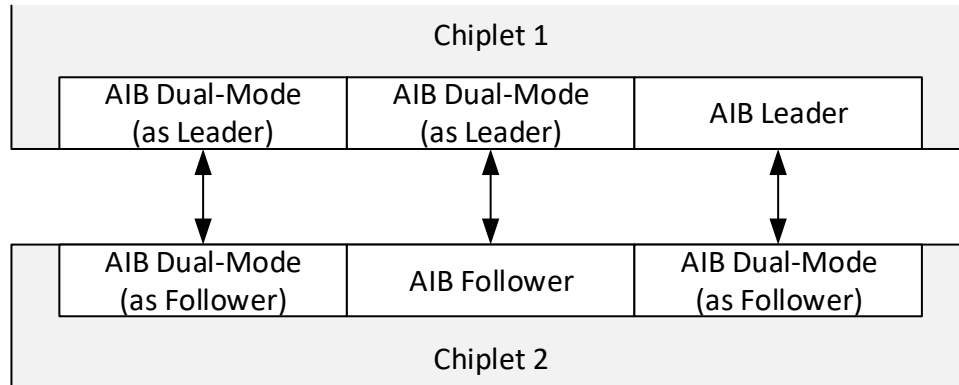 Chiplet 1
AIB Dual-Mode
(as Leader)
AIB Dual-Mode
(as Leader)
AIB Leader
AIB Dual-Mode
(as Follower)
AIB Follower
AIB Dual-Mode
(as Follower)
Chiplet 2